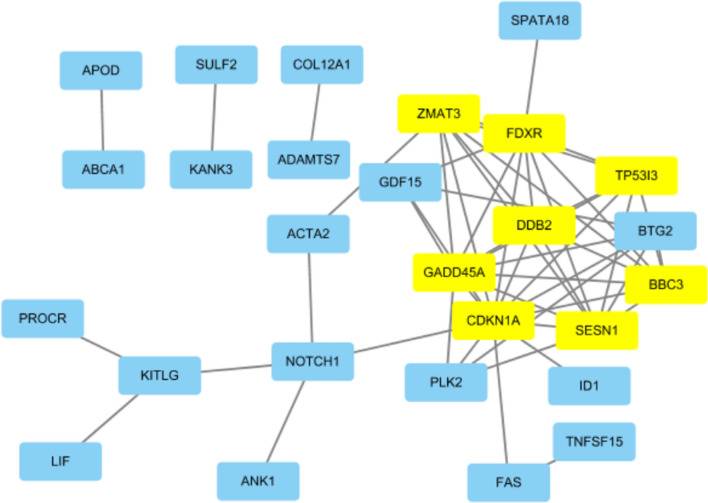 SPATA18
APOD
SULF2
COL12A1
ZMAT3
FDXR
ABCA1
KANK3
ADAMTS7
TP53I3
GDF15
ACTA2
DDB2
BTG2
GADD45A
BBC3
PROCR
CDKN1A
SESN1
KITLG
NOTCH1
PLK2
ID1
TNFSF15
LIF
ANK1
FAS